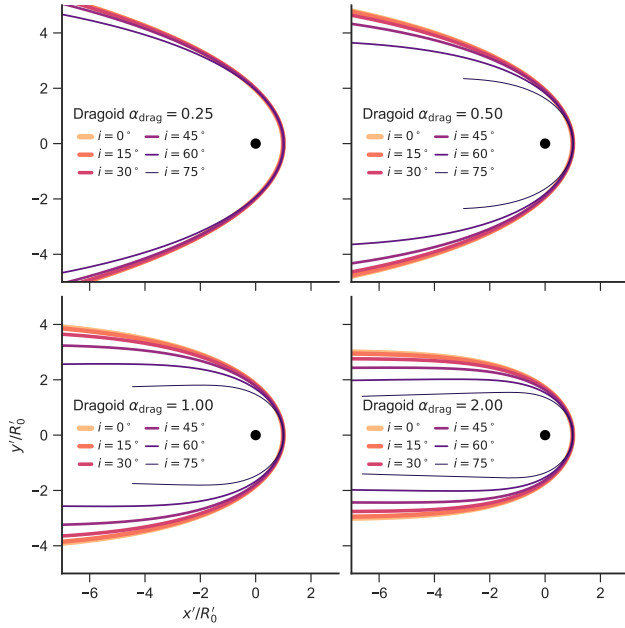 4
2
0
−2
−4
Dragoid α_drag = 0.25
i = 0° i = 45°
i = 15° i = 60°
i = 30° i = 75°
Dragoid α_drag = 0.50
i = 0° i = 45°
i = 15° i = 60°
i = 30° i = 75°
4
2
0
−2
−4
y′/R′₀
Dragoid α_drag = 1.00
i = 0° i = 45°
i = 15° i = 60°
i = 30° i = 75°
−6 −4 −2 0 2
x′/R′₀
Dragoid α_drag = 2.00
i = 0° i = 45°
i = 15° i = 60°
i = 30° i = 75°
−6 −4 −2 0 2